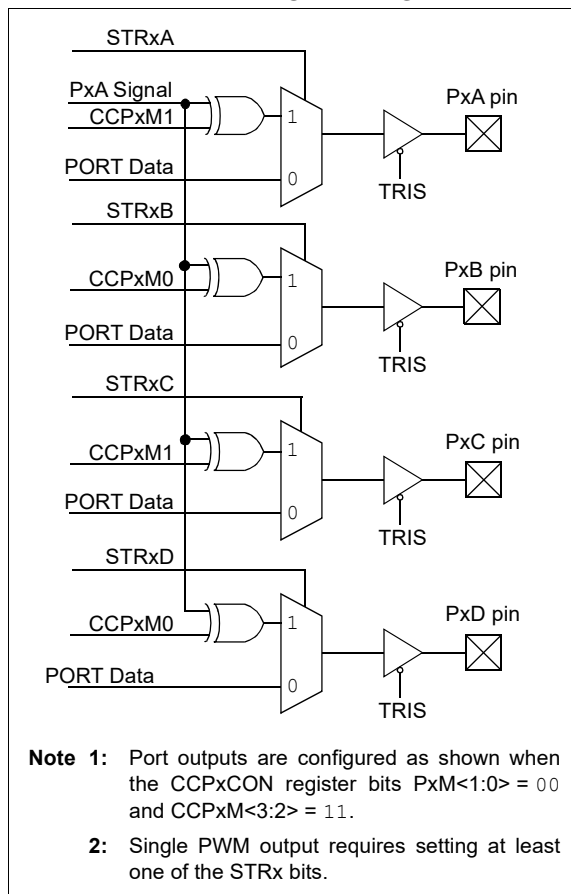 STRxA
PxA Signal
CCPxM1
1
PORT Data
0
TRIS
PxA pin
STRxB
CCPxM0
1
PORT Data
0
TRIS
PxB pin
STRxC
CCPxM1
1
PORT Data
0
TRIS
PxC pin
STRxD
CCPxM0
1
PORT Data
0
TRIS
PxD pin
Note 1: Port outputs are configured as shown when
the CCPxCON register bits PxM<1:0> = 00
and CCPxM<3:2> = 11.
2: Single PWM output requires setting at least
one of the STRx bits.